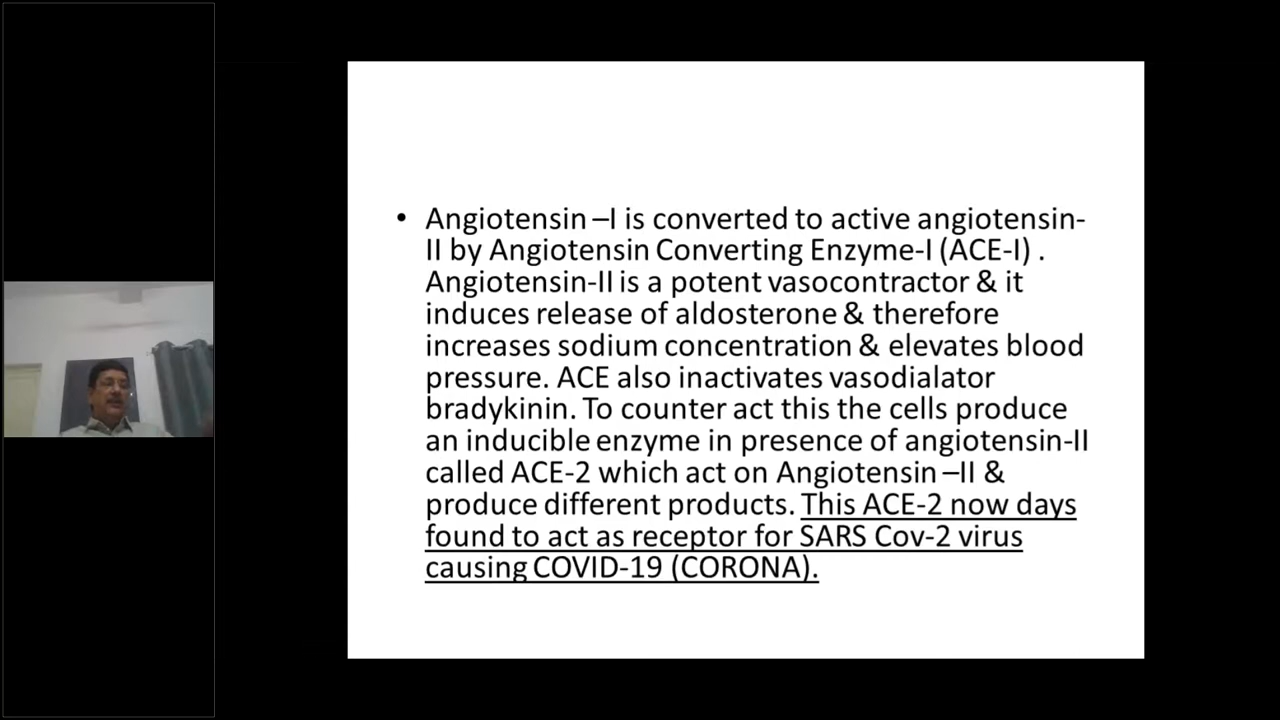 • Angiotensin –I is converted to active angiotensin-
II by Angiotensin Converting Enzyme-I (ACE-I) .
Angiotensin-II is a potent vasocontractor & it
induces release of aldosterone & therefore
increases sodium concentration & elevates blood
pressure. ACE also inactivates vasodialator
bradykinin. To counter act this the cells produce
an inducible enzyme in presence of angiotensin-II
called ACE-2 which act on Angiotensin –II &
produce different products. This ACE-2 now days
found to act as receptor for SARS Cov-2 virus
causing COVID-19 (CORONA).